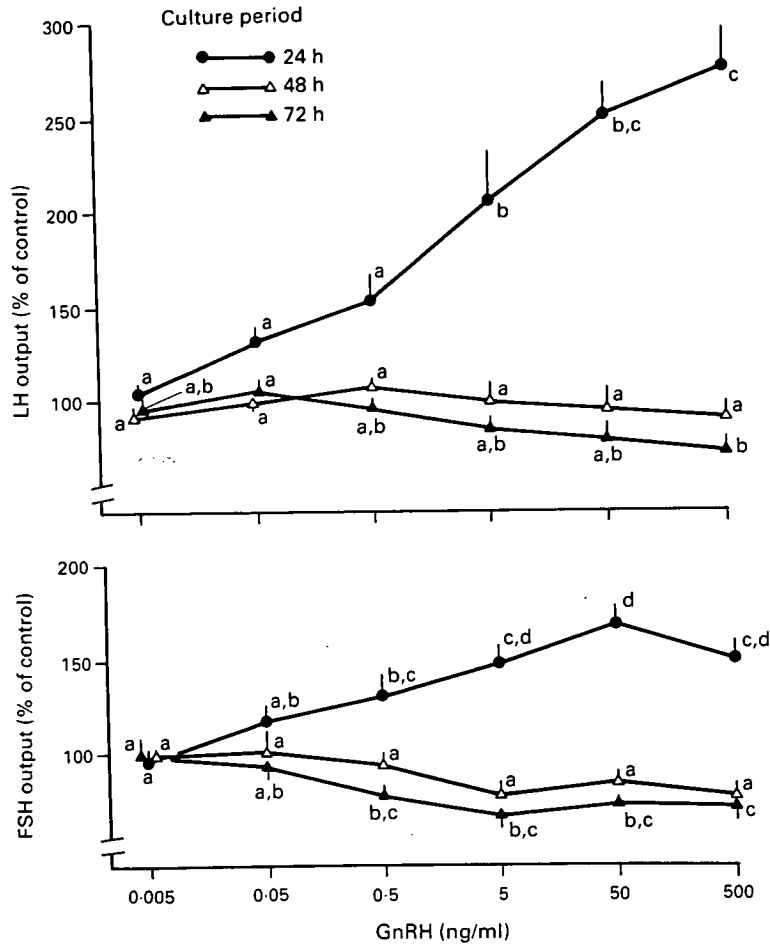 Culture period
24 h
48 h
72 h
300
250
200
150
100
LH output (% of control)
a
a
a
b
b,c
c
a
a,b
a
a
a
a
a
a
a
a,b
a,b
a,b
b
200
150
100
FSH output (% of control)
a
a
a
a,b
b,c
c,d
d
c,d
a
a
a
a
a
a,b
b,c
b,c
b,c
c
0·005
0·05
0·5
5
50
500
GnRH (ng/ml)